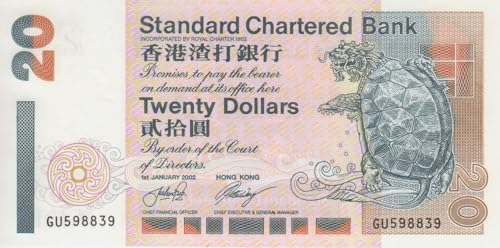 20
Standard Chartered Bank
INCORPORATED BY ROYAL CHARTER 1853
香港渣打銀行
Promises to pay the bearer
on demand at its office here
Twenty Dollars
貳拾圓
By order of the Court
of Directors.
1st JANUARY 2002 HONG KONG
CHIEF FINANCIAL OFFICER CHIEF EXECUTIVE & GENERAL MANAGER
GU598839
GU598839
20